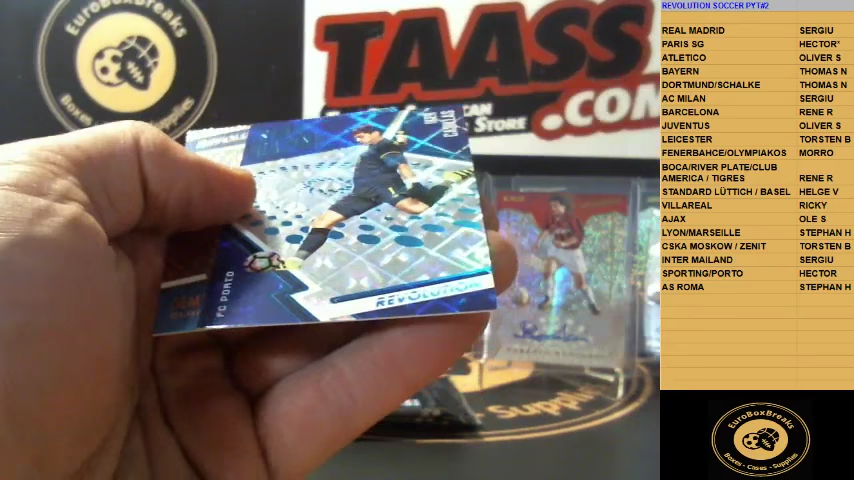 EuroBoxBreaks
Boxes - Cases - Supplies
TAASS
.COM
STORE
IKER
CASILLAS
FC PORTO
REVOLUTION
Supplies
REVOLUTION SOCCER PYT#2
REAL MADRID SERGIU
PARIS SG HECTOR*
ATLETICO OLIVER S
BAYERN THOMAS N
DORTMUND/SCHALKE THOMAS N
AC MILAN SERGIU
BARCELONA RENE R
JUVENTUS OLIVER S
LEICESTER TORSTEN B
FENERBAHCE/OLYMPIAKOS MORRO
BOCA/RIVER PLATE/CLUB
AMERICA / TIGRES RENE R
STANDARD LÜTTICH / BASEL HELGE V
VILLAREAL RICKY
AJAX OLE S
LYON/MARSEILLE STEPHAN H
CSKA MOSKOW / ZENIT TORSTEN B
INTER MAILAND SERGIU
SPORTING/PORTO HECTOR
AS ROMA STEPHAN H
EuroBoxBreaks
Boxes - Cases - Supplies